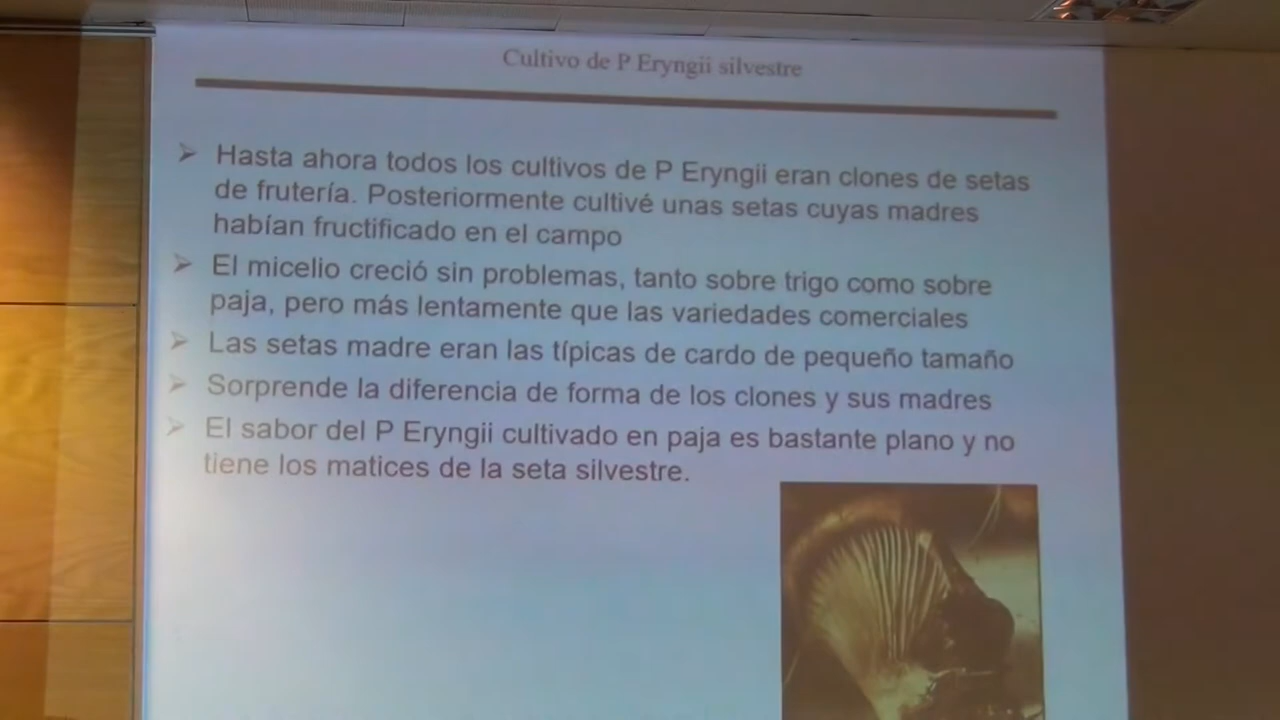 Cultivo de P Eryngii silvestre
➢ Hasta ahora todos los cultivos de P Eryngii eran clones de setas
de frutería. Posteriormente cultivé unas setas cuyas madres
habían fructificado en el campo
➢ El micelio creció sin problemas, tanto sobre trigo como sobre
paja, pero más lentamente que las variedades comerciales
➢ Las setas madre eran las típicas de cardo de pequeño tamaño
➢ Sorprende la diferencia de forma de los clones y sus madres
➢ El sabor del P Eryngii cultivado en paja es bastante plano y no
tiene los matices de la seta silvestre.